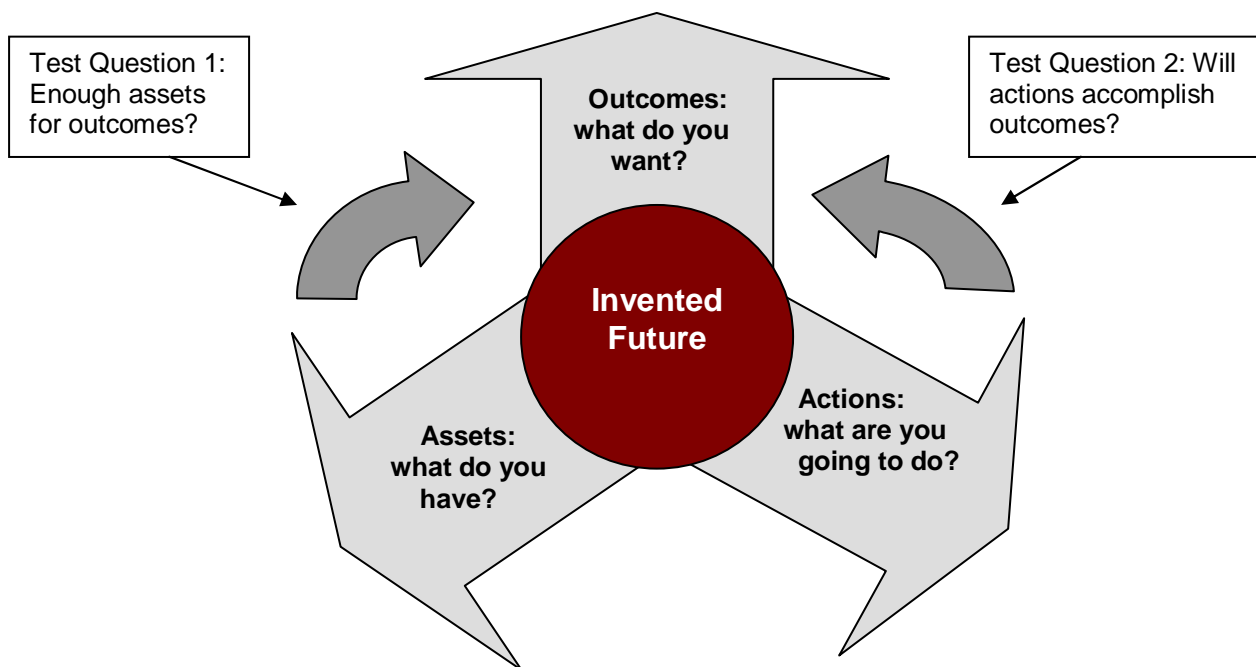 Test Question 1:
Enough assets
for outcomes?
Test Question 2: Will
actions accomplish
outcomes?
Outcomes:
what do you
want?
Invented
Future
Assets:
what do you
have?
Actions:
what are you
going to do?